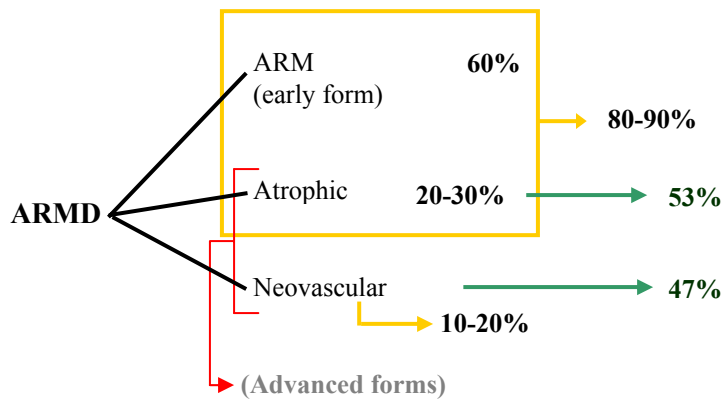 ARM 60%
(early form)
80-90%
Atrophic 20-30% 53%
ARMD
Neovascular 47%
10-20%
(Advanced forms)